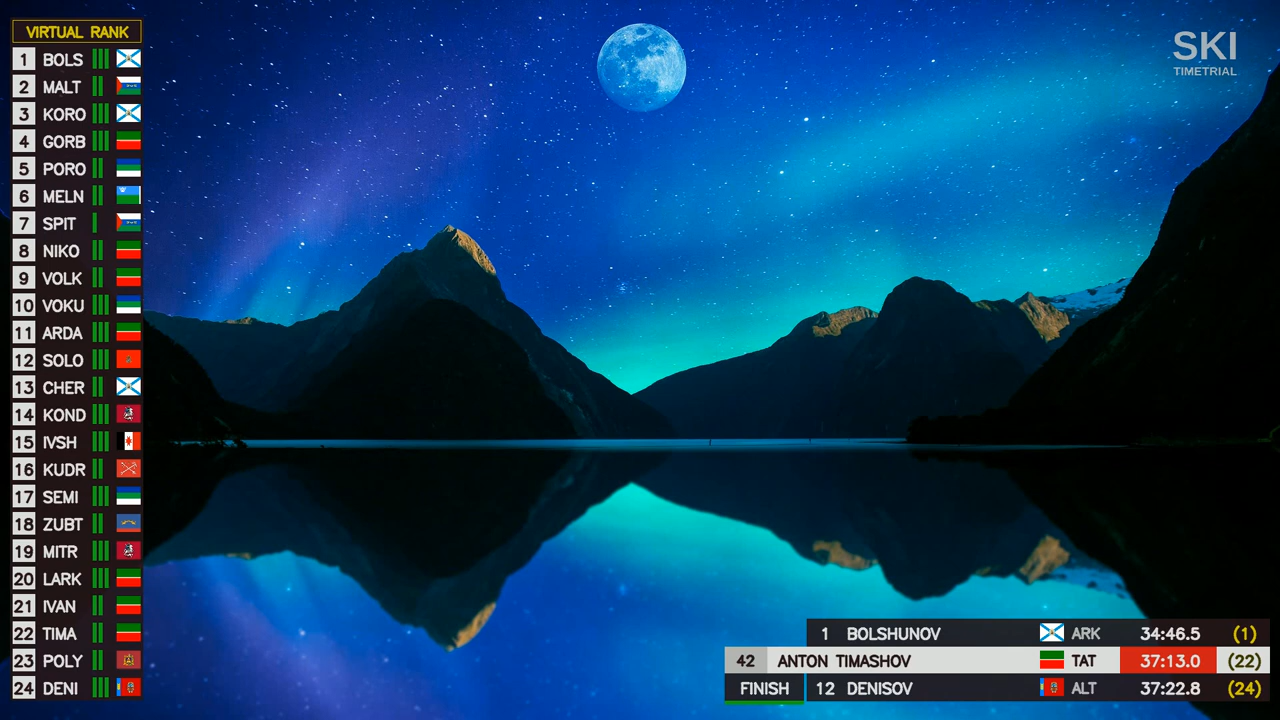 VIRTUAL RANK
1 BOLS
2 MALT
3 KORO
4 GORB
5 PORO
6 MELN
7 SPIT
8 NIKO
9 VOLK
10 VOKU
11 ARDA
12 SOLO
13 CHER
14 KOND
15 IVSH
16 KUDR
17 SEMI
18 ZUBT
19 MITR
20 LARK
21 IVAN
22 TIMA
23 POLY
24 DENI
SKI
TIMETRIAL
1 BOLSHUNOV ARK 34:46.5 (1)
42 ANTON TIMASHOV TAT 37:13.0 (22)
FINISH 12 DENISOV ALT 37:22.8 (24)